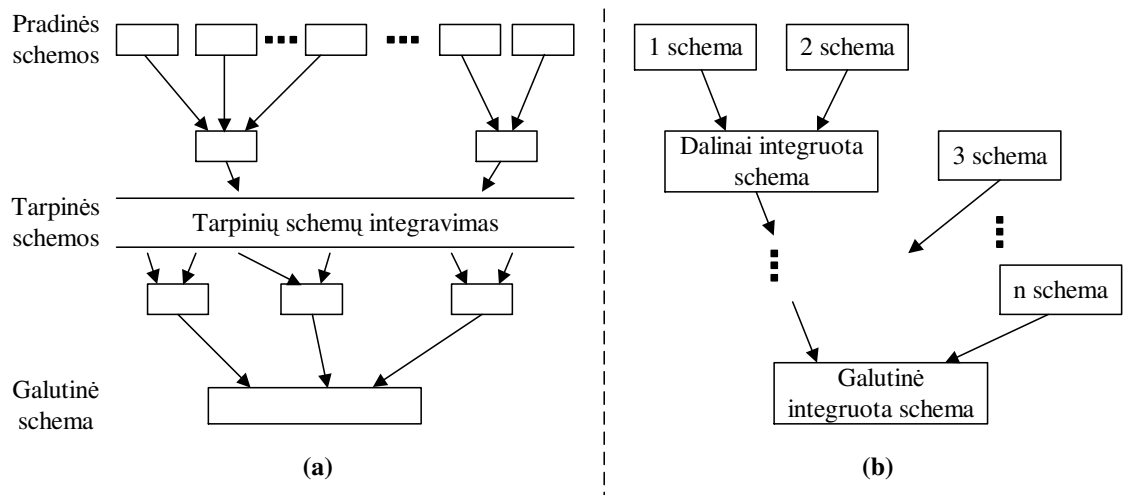 Pradinės
schemos
Tarpinės
schemos
Tarpinių schemų integravimas
Galutinė
schema
(a)
1 schema
2 schema
Dalinai integruota
schema
3 schema
n schema
Galutinė
integruota schema
(b)